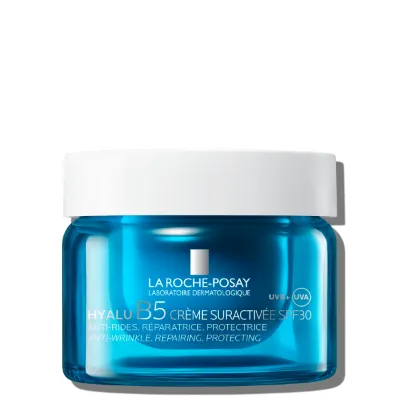 LA ROCHE-POSAY
LABORATOIRE DERMATOLOGIQUE
UVB+ UVA
HYALU B5 CRÈME SURACTIVÉE SPF30
ANTI-RIDES, RÉPARATRICE, PROTECTRICE
ANTI-WRINKLE, REPAIRING, PROTECTING